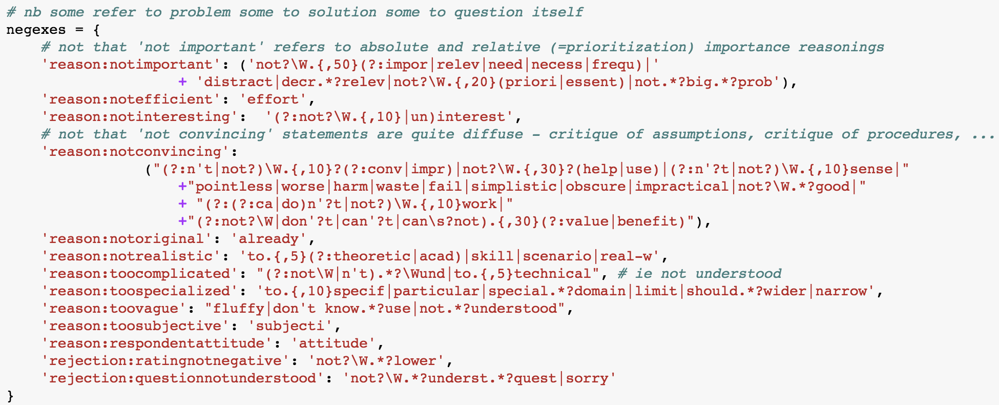 # nb some refer to problem some to solution some to question itself
negexes = {
    # not that 'not important' refers to absolute and relative (=prioritization) importance reasonings
    'reason:notimportant': ('not?\W.{,50}(?:impor|relev|need|necess|frequ)|'
                    + 'distract|decr.*?relev|not?\W.{,20}(priori|essent)|not.*?big.*?prob'),
    'reason:notefficient': 'effort',
    'reason:notinteresting':  '(?:not?\W.{,10}|un)interest',
    # not that 'not convincing' statements are quite diffuse – critique of assumptions, critique of procedures, ...
    'reason:notconvincing':
                ("(?:n't|not?)\W.{,10}?(?:conv|impr)|not?\W.{,30}?(help|use)|(?:n'?t|not?)\W.{,10}sense|"
                    +"pointless|worse|harm|waste|fail|simplistic|obscure|impractical|not?\W.*?good|"
                    + "(?:(?:ca|do)n'?t|not?)\W.{,10}work|"
                    +"(?:not?\W|don'?t|can'?t|can\s?not).{,30}(?:value|benefit)"),
    'reason:notoriginal': 'already',
    'reason:notrealistic': 'to.{,5}(?:theoretic|acad)|skill|scenario|real-w',
    'reason:toocomplicated': "(?:not\W|n't).*?\Wund|to.{,5}technical", # ie not understood
    'reason:toospecialized': 'to.{,10}specif|particular|special.*?domain|limit|should.*?wider|narrow',
    'reason:toovague': "fluffy|don't know.*?use|not.*?understood",
    'reason:toosubjective': 'subjecti',
    'reason:respondentattitude': 'attitude',
    'rejection:ratingnotnegative': 'not?\W.*?lower',
    'rejection:questionnotunderstood': 'not?\W.*?underst.*?quest|sorry'
}